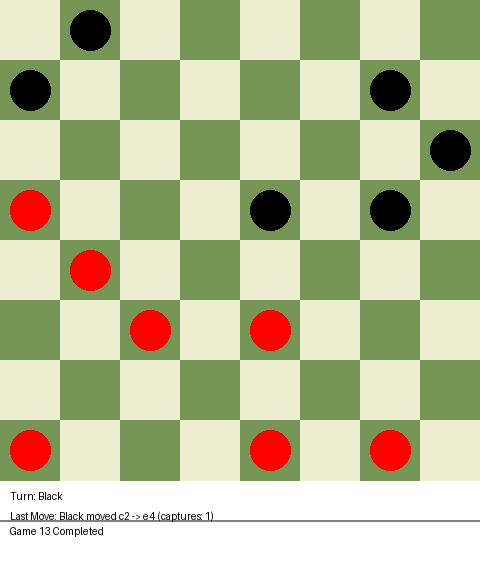 Turn: Black
Last Move: Black moved c2 -> e4 (captures: 1)
Game 13 Completed